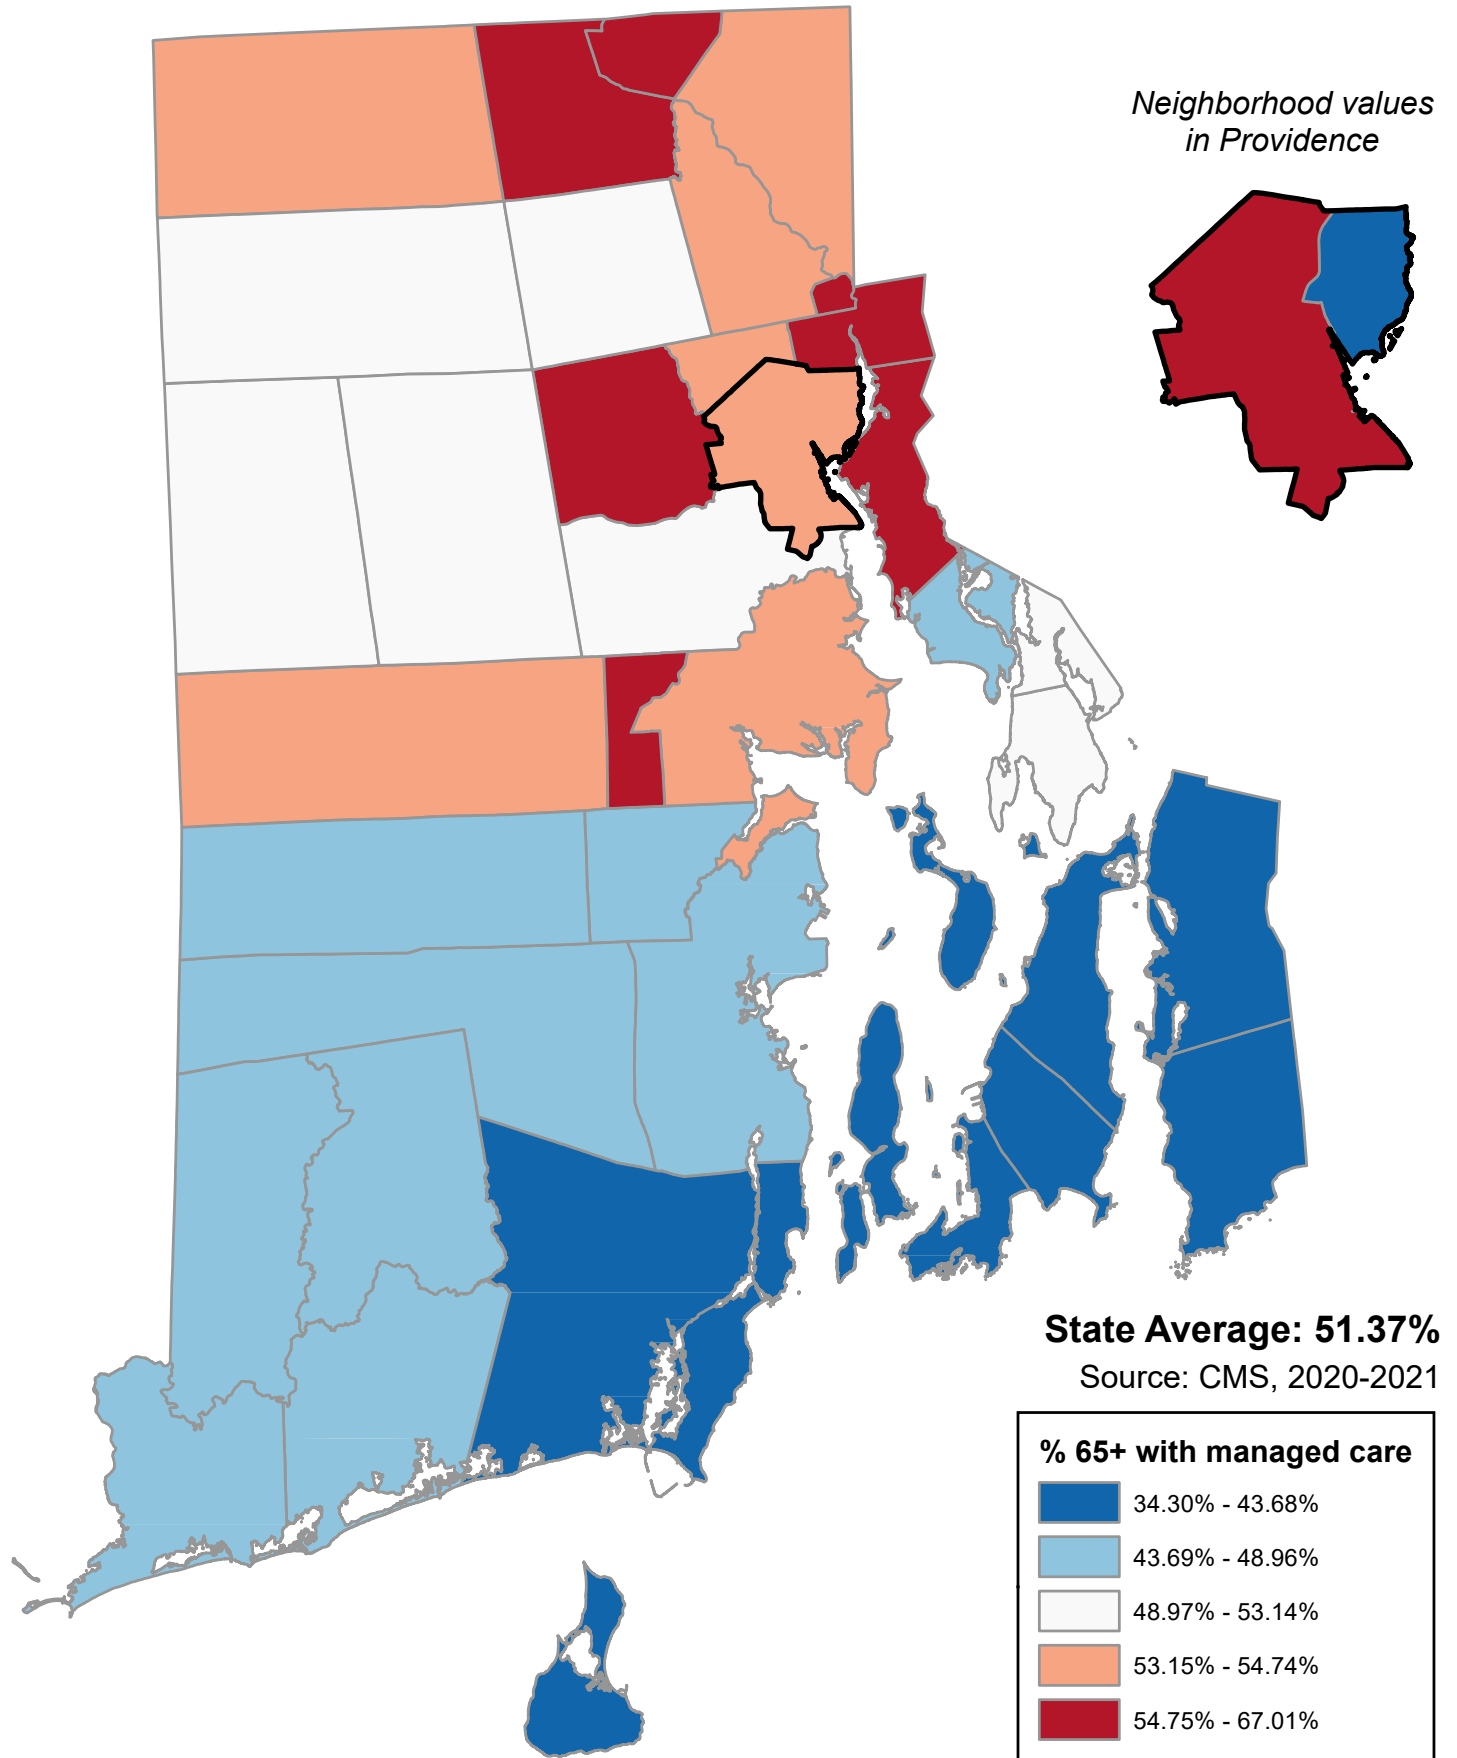 Neighborhood values
in Providence
State Average: 51.37%
Source: CMS, 2020-2021
% 65+ with managed care
34.30% - 43.68%
43.69% - 48.96%
48.97% - 53.14%
53.15% - 54.74%
54.75% - 67.01%